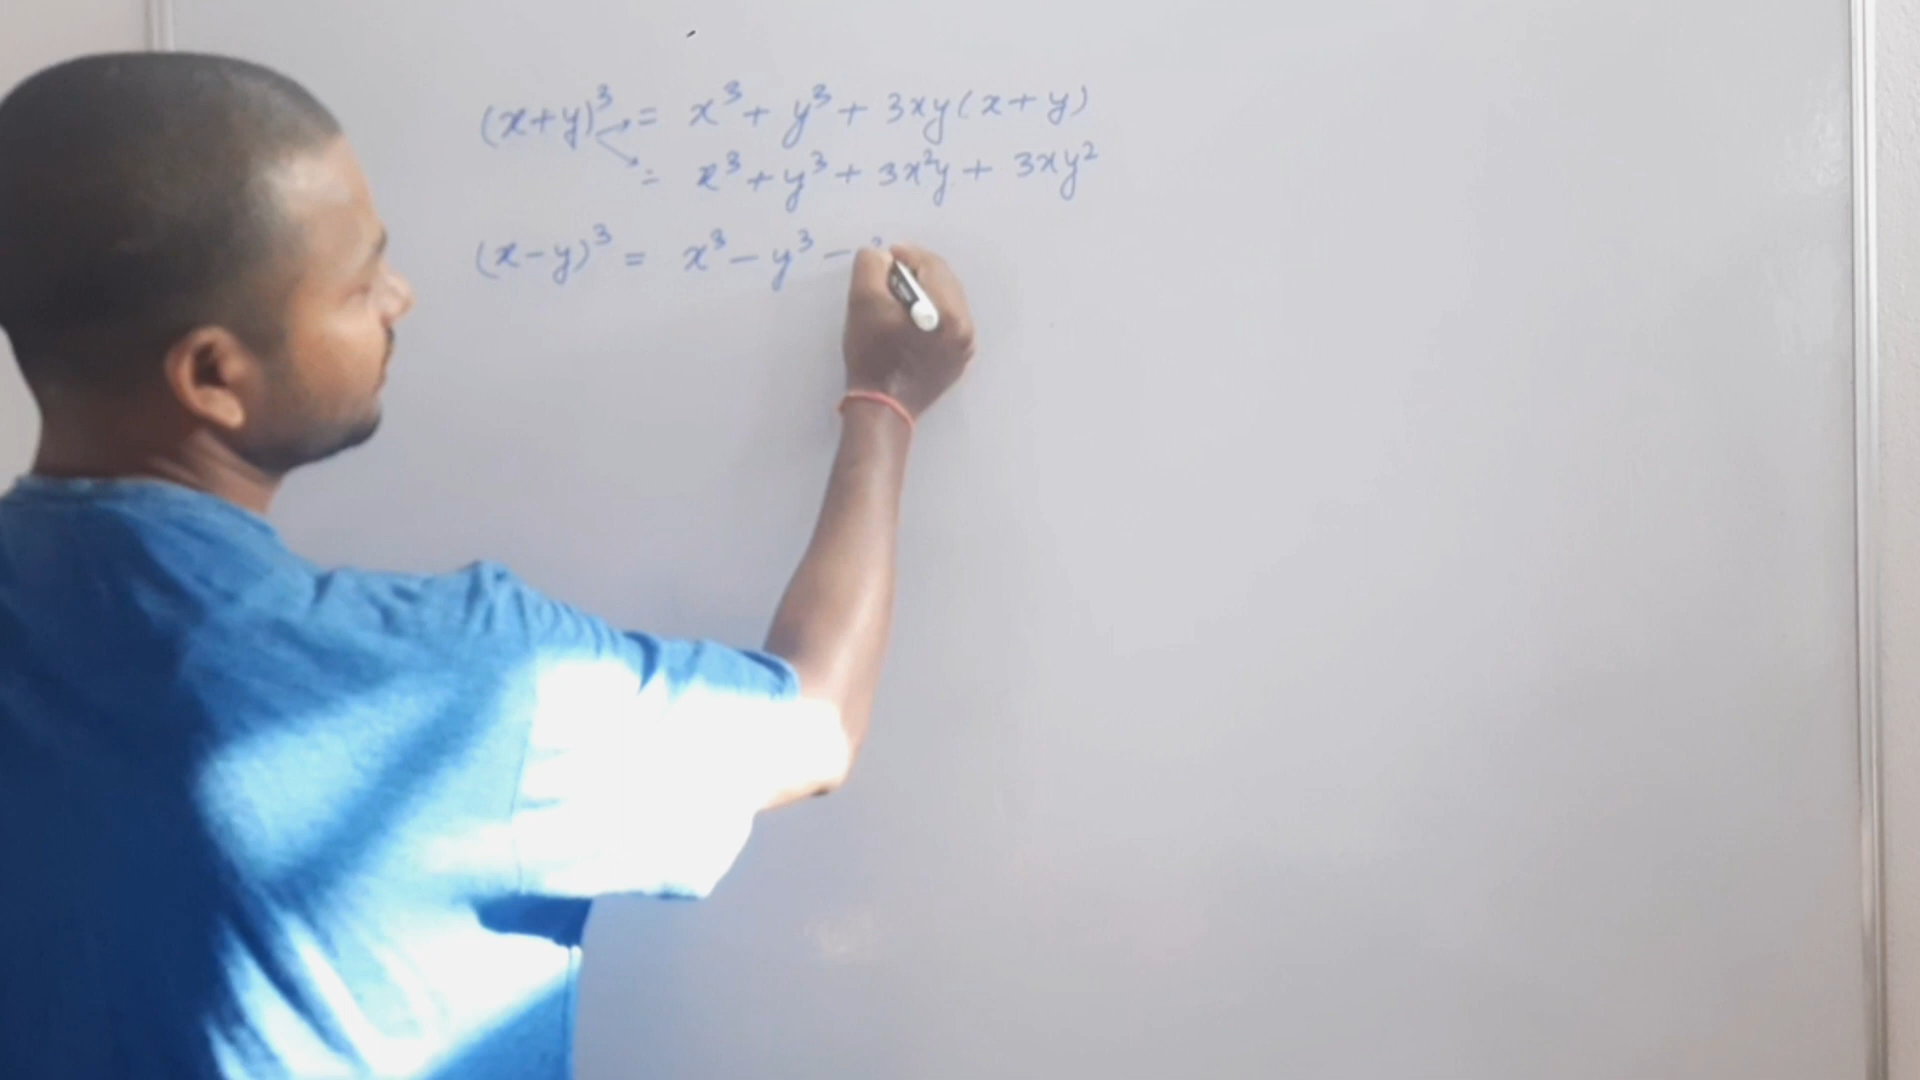 (x+y)³ = x³ + y³ + 3xy(x+y)
= x³ + y³ + 3x²y + 3xy²
(x-y)³ = x³ - y³ -